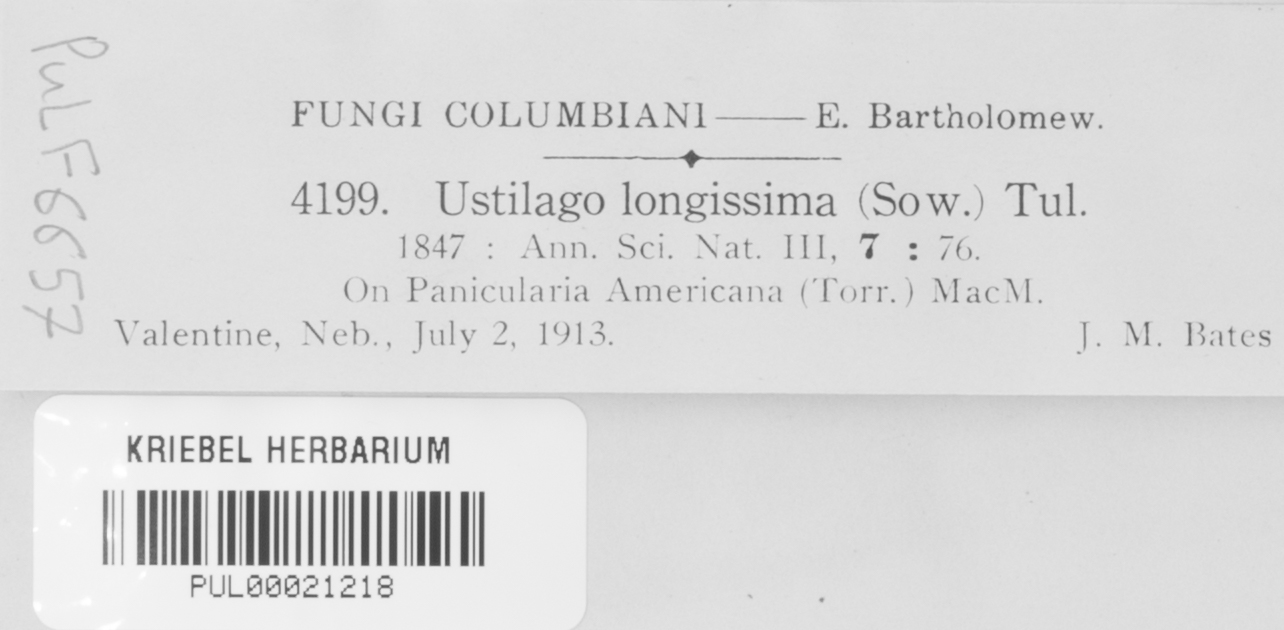 PUL F6657
FUNGI COLUMBIANI —— E. Bartholomew.
4199. Ustilago longissima (Sow.) Tul.
1847 : Ann. Sci. Nat. III, 7 : 76.
On Panicularia Americana (Torr.) MacM.
Valentine, Neb., July 2, 1913. J. M. Bates
KRIEBEL HERBARIUM
PUL00021218